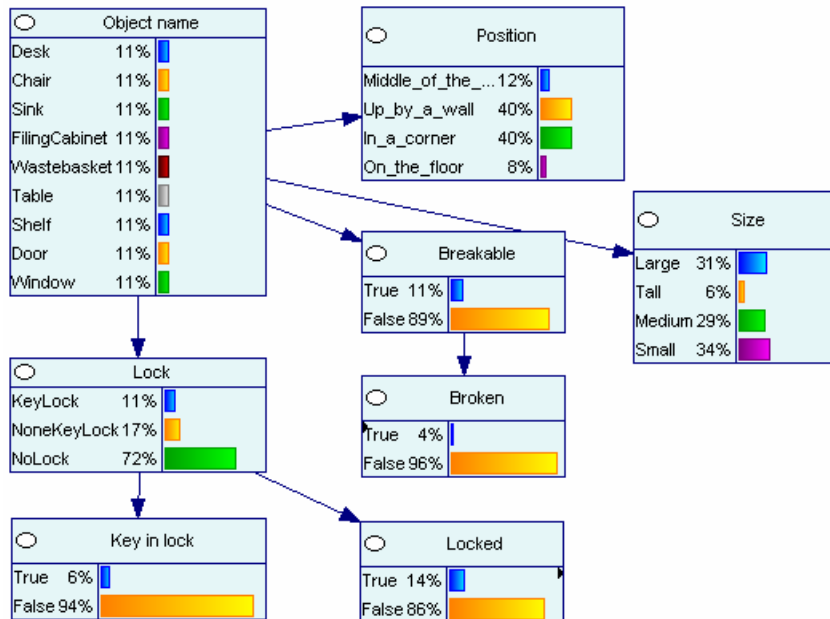 Object name
Desk 11%
Chair 11%
Sink 11%
FilingCabinet 11%
Wastebasket 11%
Table 11%
Shelf 11%
Door 11%
Window 11%
Position
Middle_of_the_... 12%
Up_by_a_wall 40%
In_a_corner 40%
On_the_floor 8%
Size
Large 31%
Tall 6%
Medium 29%
Small 34%
Breakable
True 11%
False 89%
Lock
KeyLock 11%
NoneKeyLock 17%
NoLock 72%
Broken
True 4%
False 96%
Key in lock
True 6%
False 94%
Locked
True 14%
False 86%